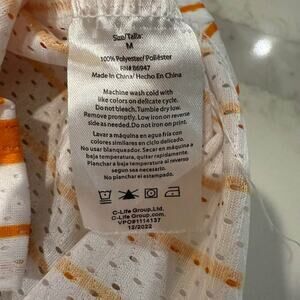 Size/Talla:
M
100% Polyester/ Poliéster
RN# 86947
Made In China/ Hecho En China
Machine wash cold with
like colors on delicate cycle.
Do not bleach. Tumble dry low.
Remove promptly. Low iron on reverse
side as needed. Do not iron on print.
Lavar a máquina en agua fría con
colores similares en ciclo delicado.
No usar blanqueador. Secar en máquina a
baja temperatura, quitar rapidamente.
Planchar a baja temperatura al reverso
segun sea necesario.
No planchar el estampado.
C-Life Group,Ltd.
C-Life Group.com.
VPO#1114137
12/2022